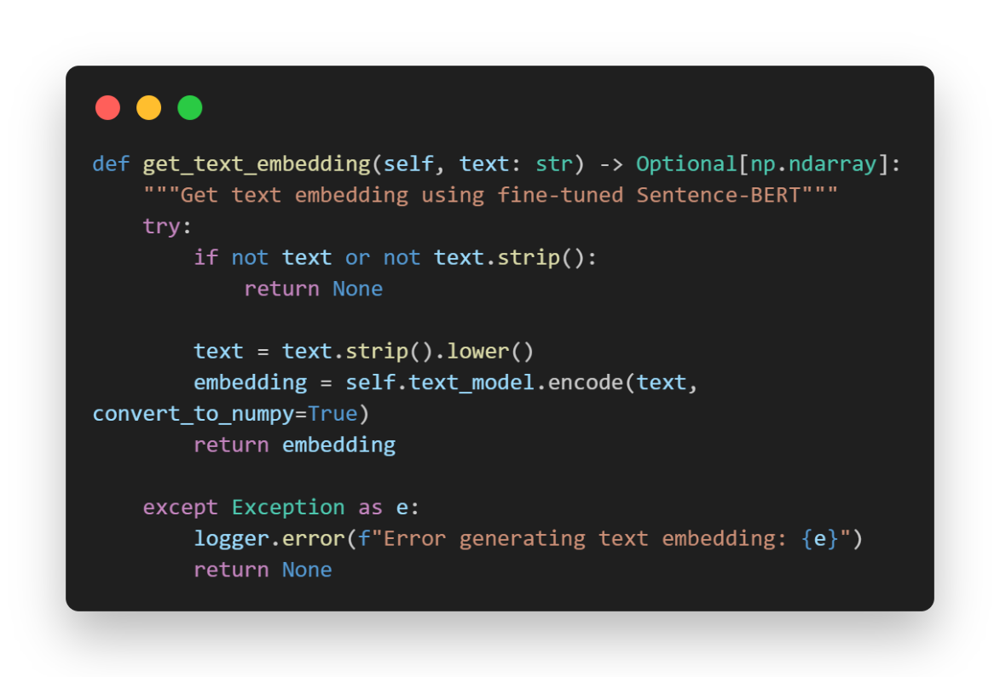 def get_text_embedding(self, text: str) -> Optional[np.ndarray]:
    """Get text embedding using fine-tuned Sentence-BERT"""
    try:
        if not text or not text.strip():
            return None

        text = text.strip().lower()
        embedding = self.text_model.encode(text,
convert_to_numpy=True)
        return embedding

    except Exception as e:
        logger.error(f"Error generating text embedding: {e}")
        return None